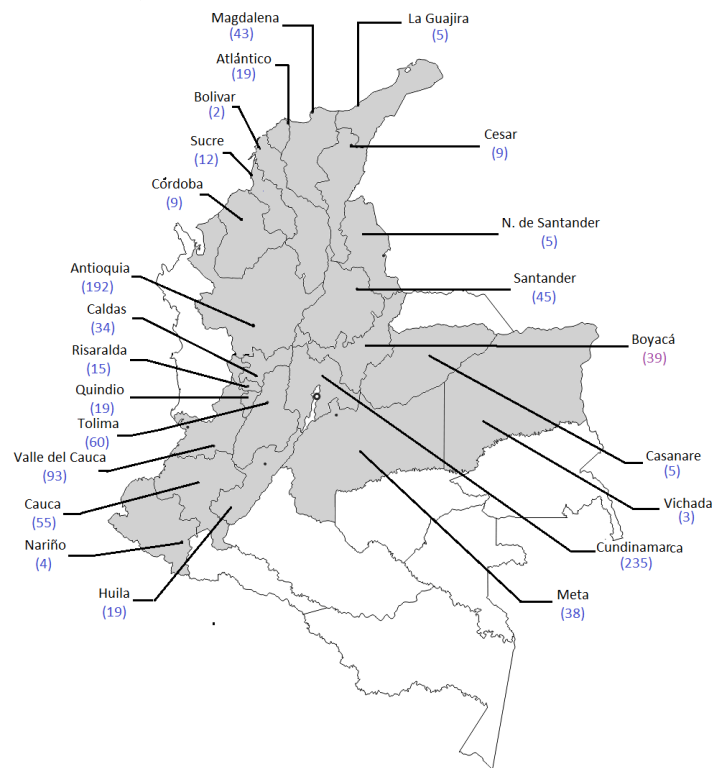 Magdalena
(43)
La Guajira
(5)
Atlántico
(19)
Bolivar
(2)
Sucre
(12)
Córdoba
(9)
Cesar
(9)
N. de Santander
(5)
Antioquia
(192)
Santander
(45)
Caldas
(34)
Risaralda
(15)
Boyacá
(39)
Quindio
(19)
Tolima
(60)
Valle del Cauca
(93)
Casanare
(5)
Cauca
(55)
Vichada
(3)
Nariño
(4)
Cundinamarca
(235)
Huila
(19)
Meta
(38)